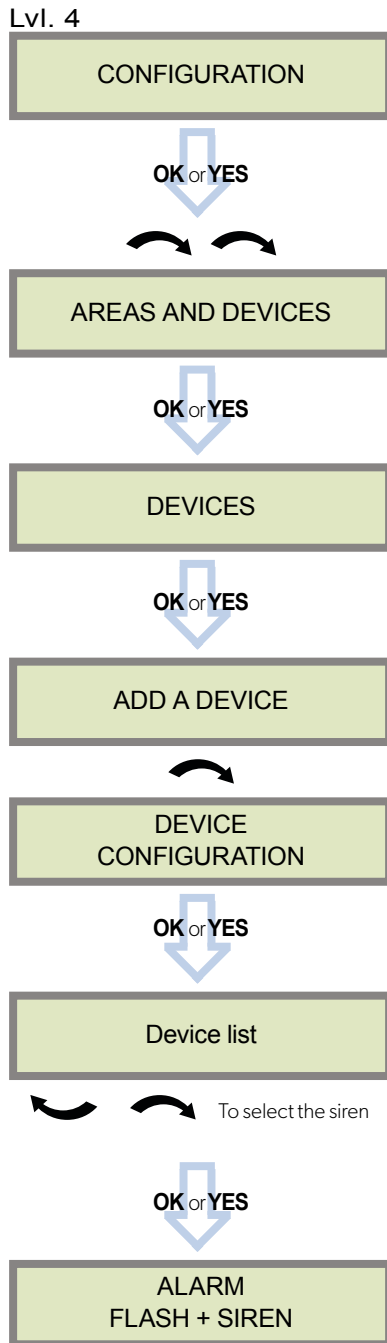 Lvl. 4
CONFIGURATION
OK or YES
AREAS AND DEVICES
OK or YES
DEVICES
OK or YES
ADD A DEVICE
DEVICE
CONFIGURATION
OK or YES
Device list
To select the siren
OK or YES
ALARM
FLASH + SIREN